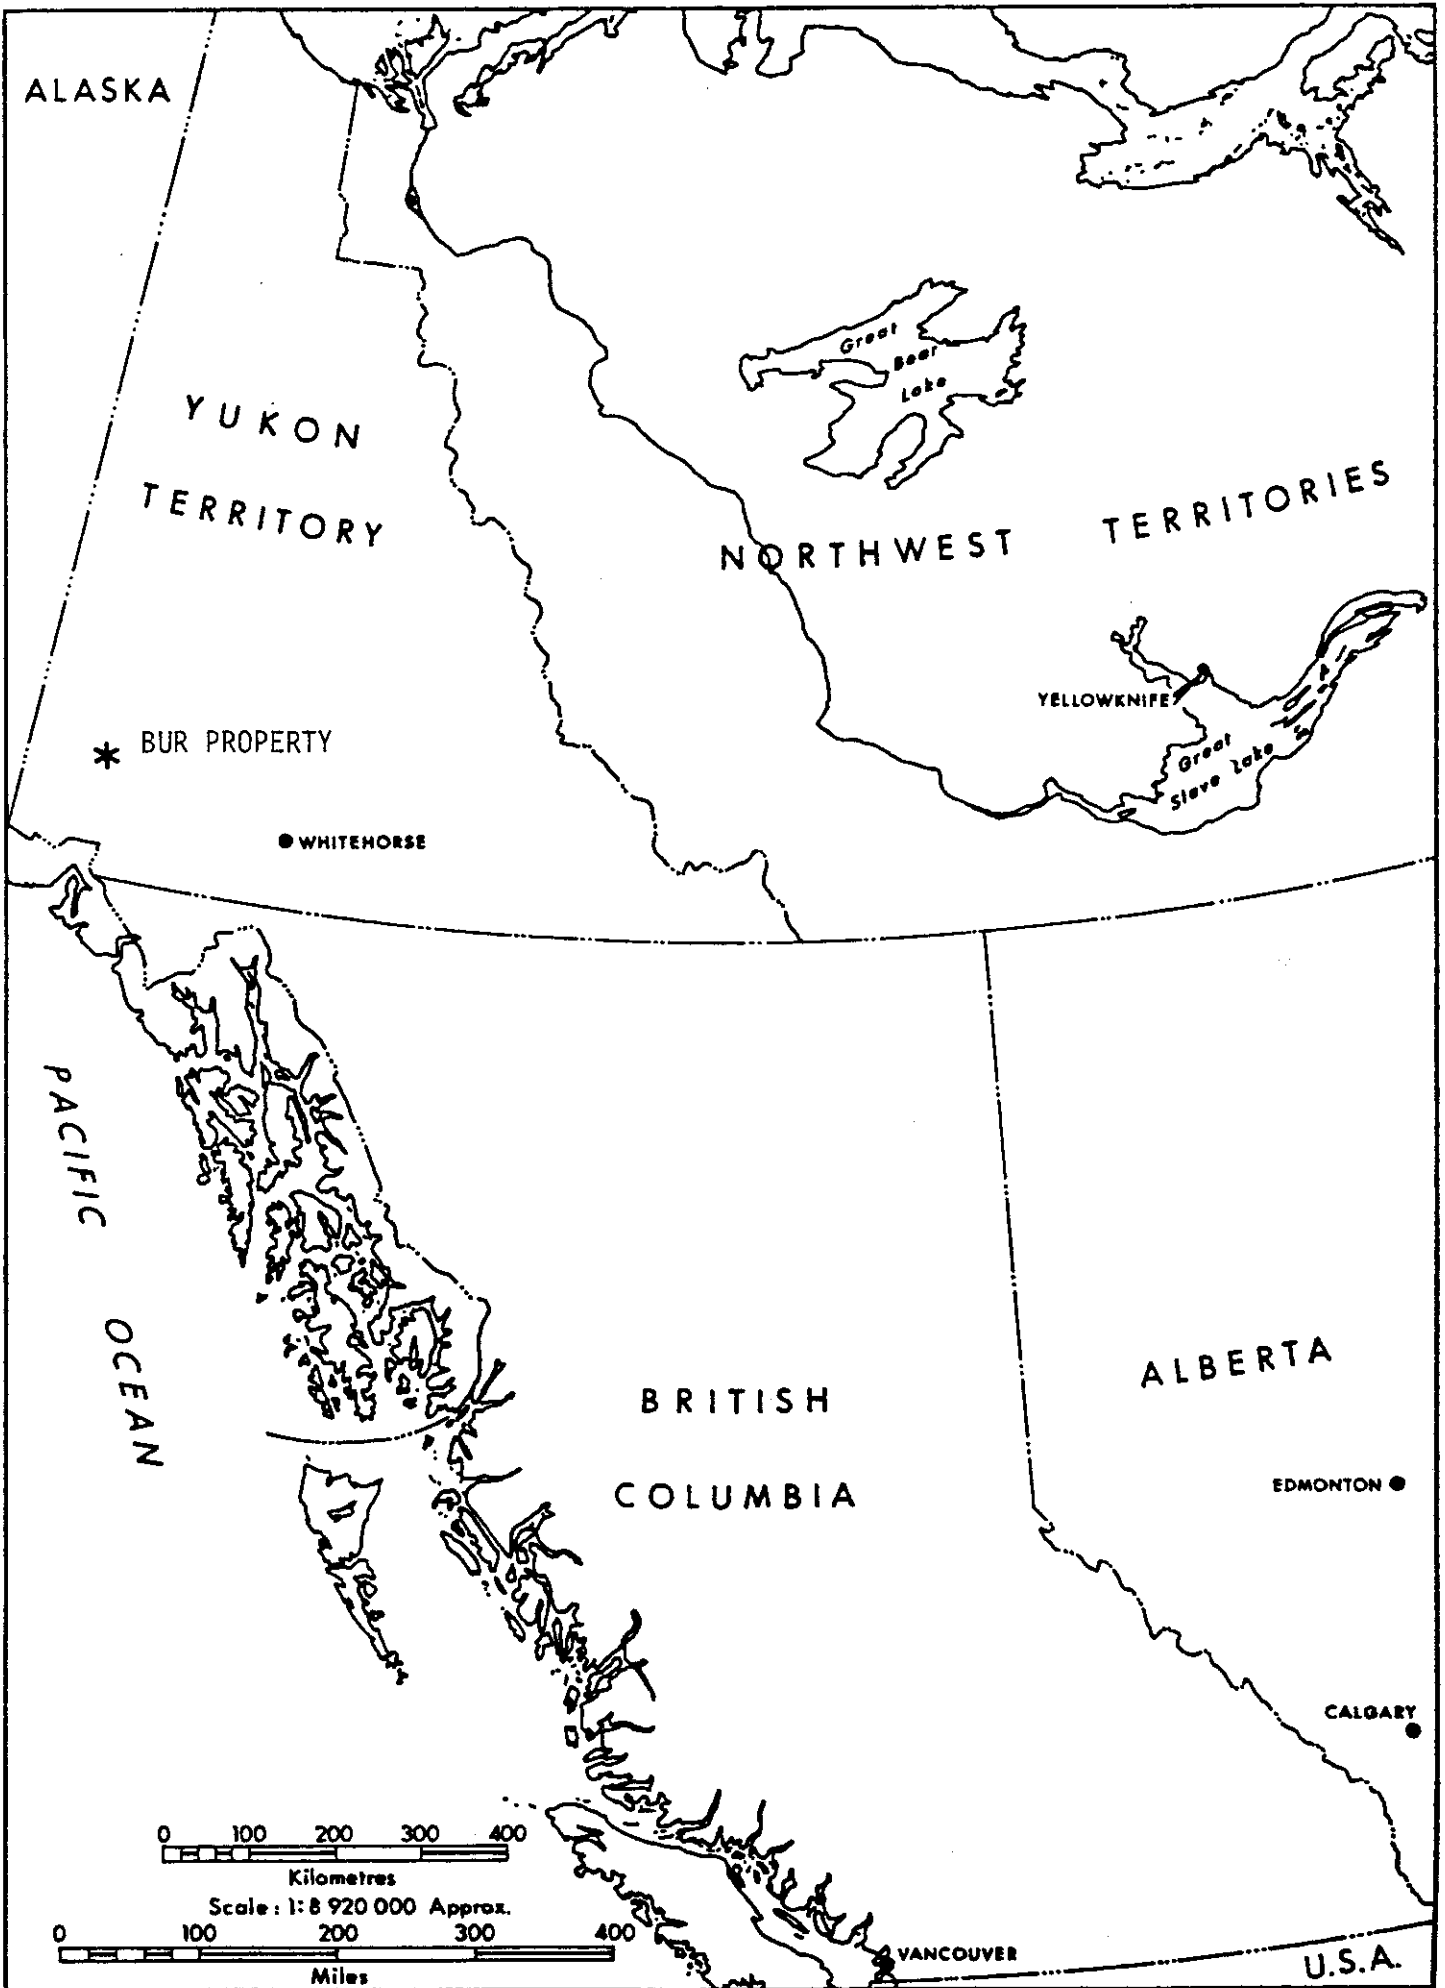 ALASKA
Great
Bear
Lake
YUKON
TERRITORY
NORTHWEST TERRITORIES
YELLOWKNIFE
Great
Slave Lake
BUR PROPERTY
WHITEHORSE
PACIFIC
OCEAN
BRITISH
COLUMBIA
ALBERTA
EDMONTON
CALGARY
0 100 200 300 400
Kilometres
Scale : 1:8 920 000 Approx.
0 100 200 300 400
Miles
VANCOUVER
U.S.A.